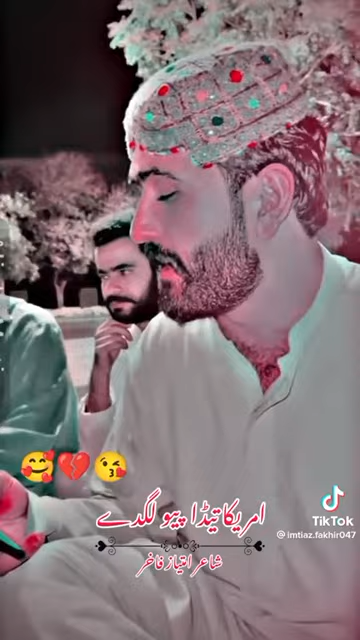 امریکا تیڈا پیو لگدے
شاعر امتیاز فاخر
TikTok
@imtiaz.fakhir047